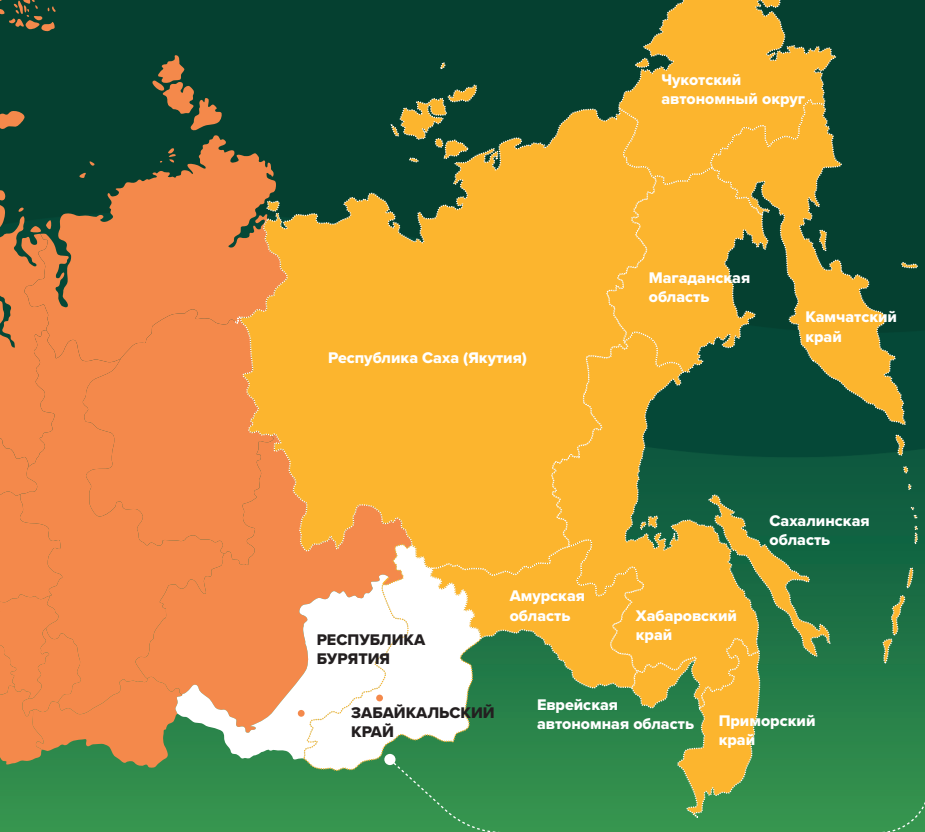 Чукотский
автономный округ
Магаданская
область
Камчатский
край
Республика Саха (Якутия)
Сахалинская
область
Амурская
область
Хабаровский
край
РЕСПУБЛИКА
БУРЯТИЯ
ЗАБАЙКАЛЬСКИЙ
КРАЙ
Еврейская
автономная область
Приморский
край